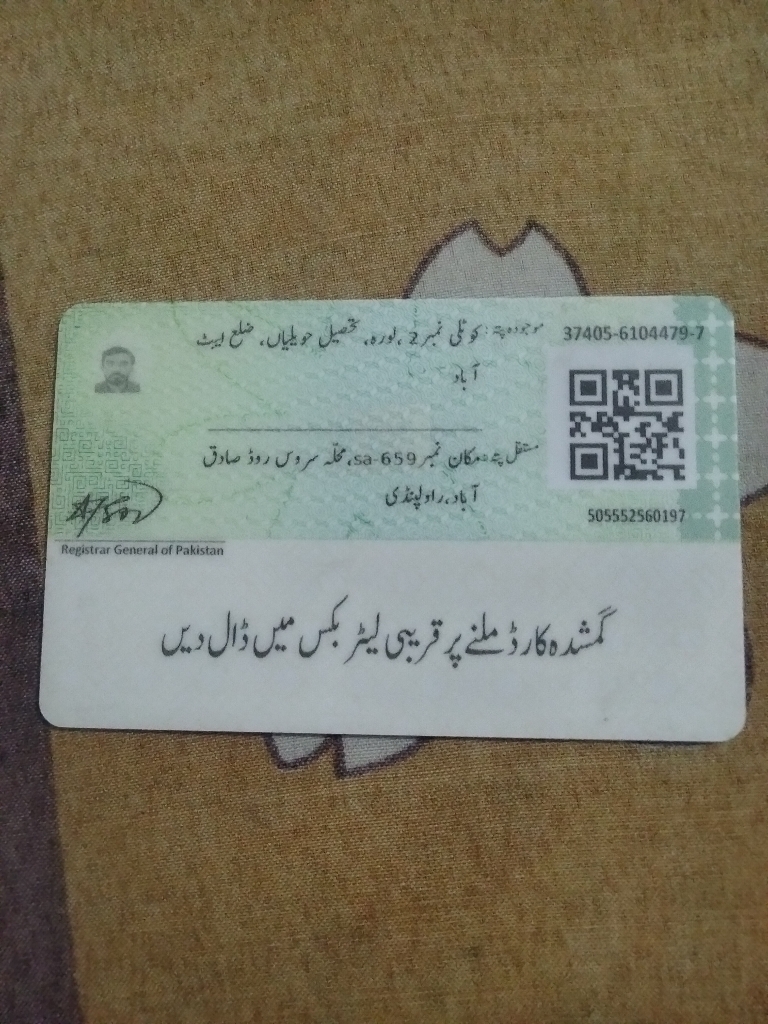 موجودہ پتہ: کوٹلی نمبر 2 ،لورہ، تحصیل حویلیاں، ضلع ایبٹ
آباد
37405-6104479-7
مستقل پتہ: مکان نمبر sa-659،محلہ سروس روڈ صادق
آباد،راولپنڈی
505552560197
Registrar General of Pakistan
گمشدہ کارڈ ملنے پر قریبی لیٹر بکس میں ڈال دیں